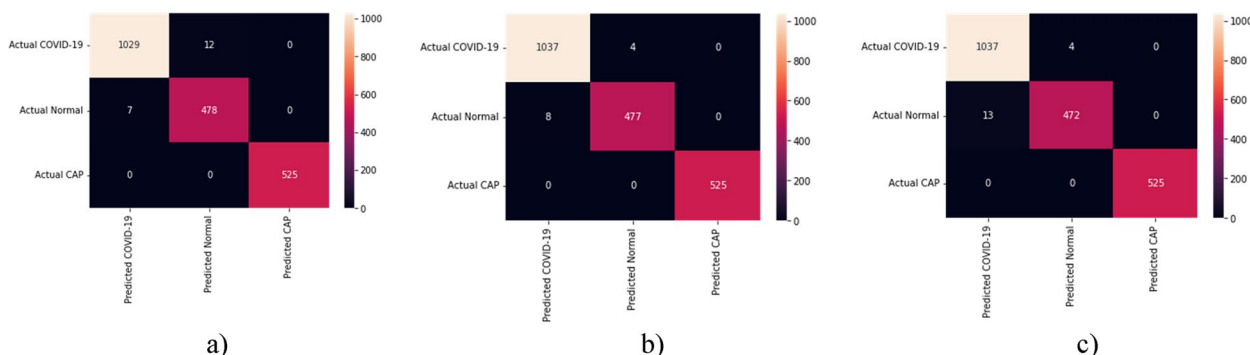 Actual COVID-19 1029 12 0
Actual Normal 7 478 0
Actual CAP 0 0 525
Predicted COVID-19 Predicted Normal Predicted CAP
1000
800
600
400
200
0
a)
Actual COVID-19 1037 4 0
Actual Normal 8 477 0
Actual CAP 0 0 525
Predicted COVID-19 Predicted Normal Predicted CAP
1000
800
600
400
200
0
b)
Actual COVID-19 1037 4 0
Actual Normal 13 472 0
Actual CAP 0 0 525
Predicted COVID-19 Predicted Normal Predicted CAP
1000
800
600
400
200
0
c)